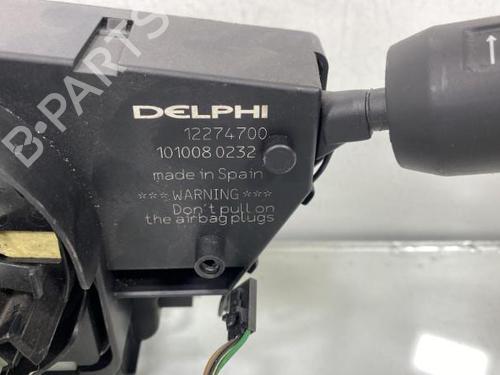 B-PARTS
DELPHI
12274700
101008 0232
made in Spain
*** WARNING ***
Don't pull on
the airbag plugs